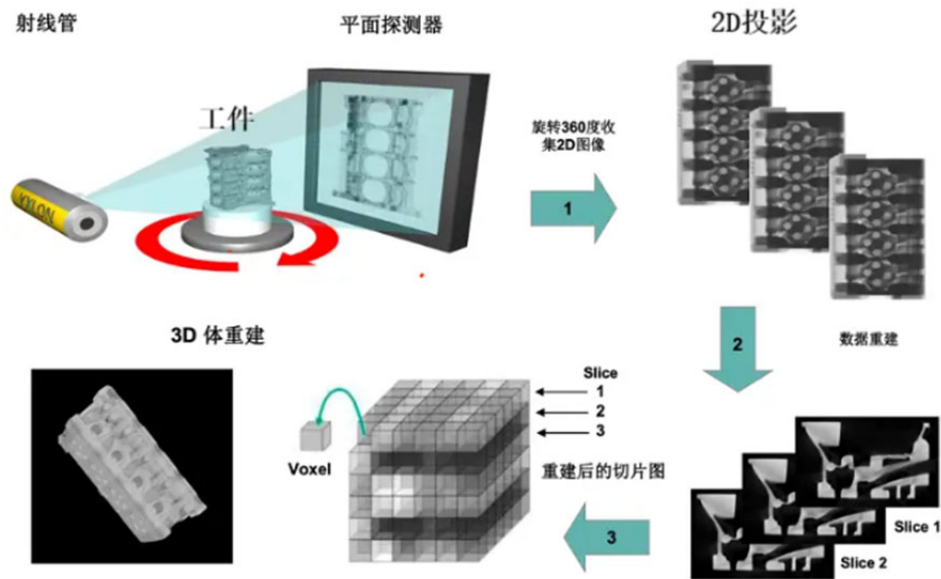 射线管
平面探测器
2D投影
工件
旋转360度收
集2D图像
XYLON
1
3D 体重建
2
数据重建
Slice
1
2
3
Voxel
重建后的切片图
3
Slice 1
Slice 2